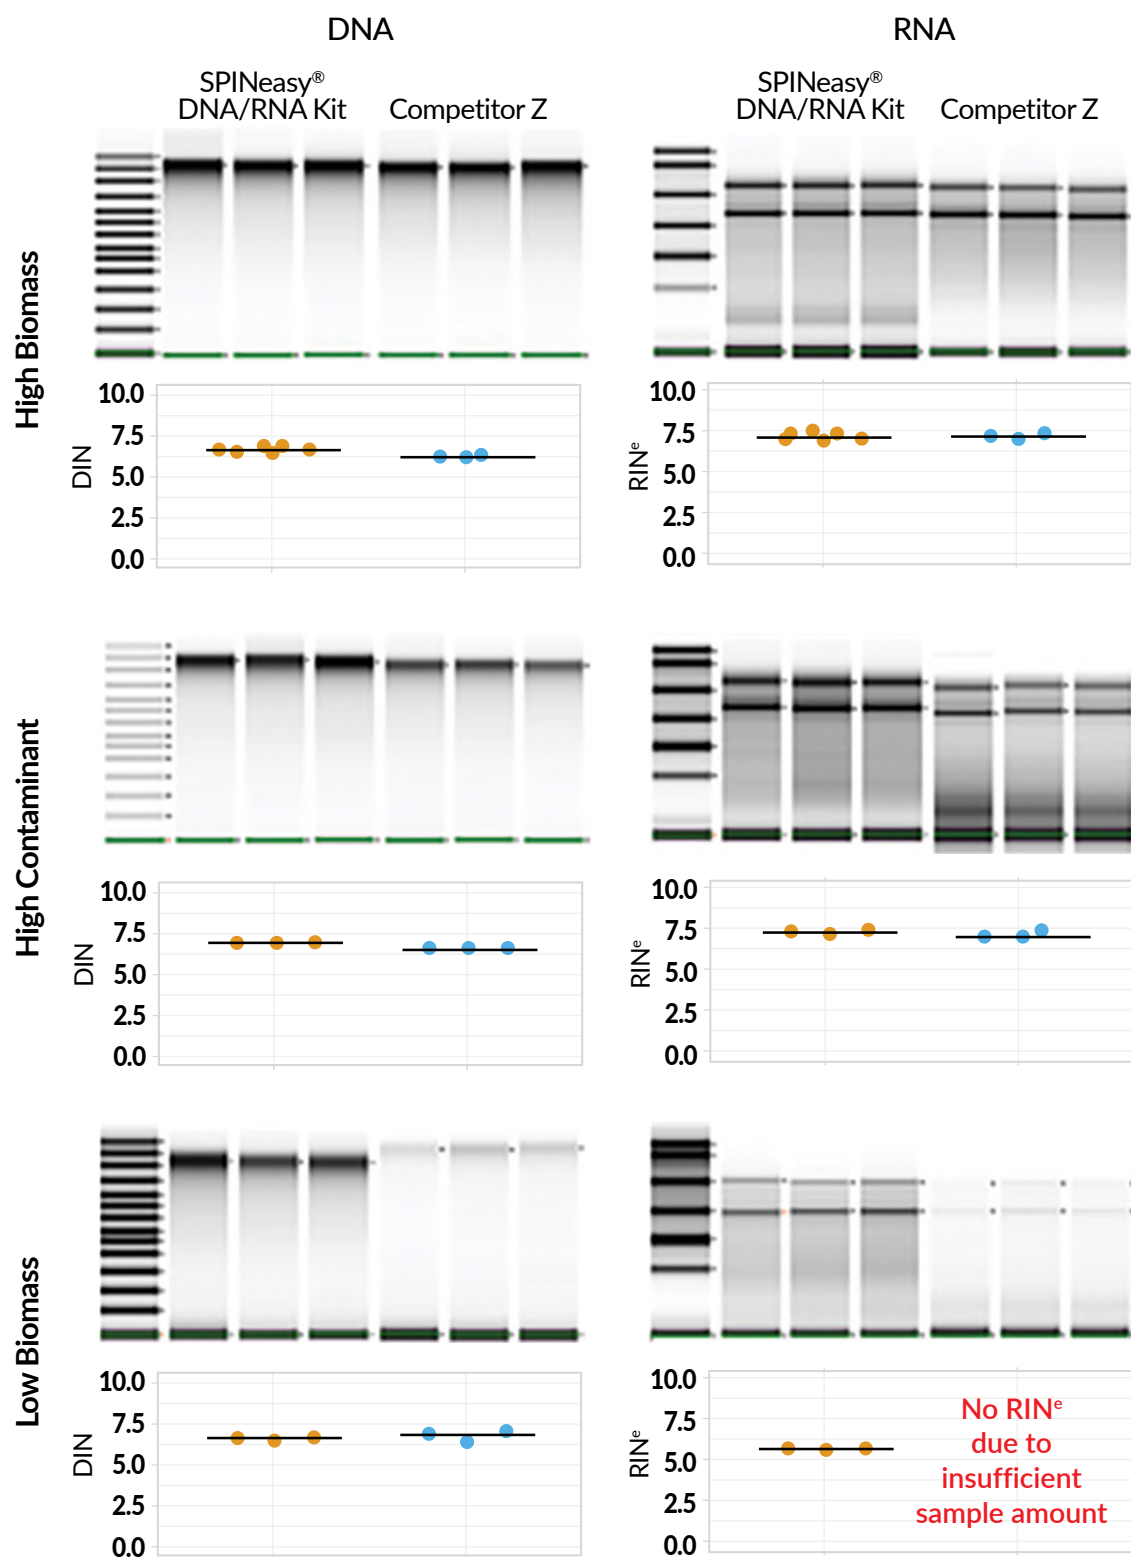 DNA
RNA
SPINeasy®
DNA/RNA Kit
Competitor Z
SPINeasy®
DNA/RNA Kit
Competitor Z
High Biomass
DIN
10.0
7.5
5.0
2.5
0.0
RINᵉ
10.0
7.5
5.0
2.5
0.0
High Contaminant
DIN
10.0
7.5
5.0
2.5
0.0
RINᵉ
10.0
7.5
5.0
2.5
0.0
Low Biomass
DIN
10.0
7.5
5.0
2.5
0.0
RINᵉ
10.0
7.5
5.0
2.5
0.0
No RINᵉ
due to
insufficient
sample amount